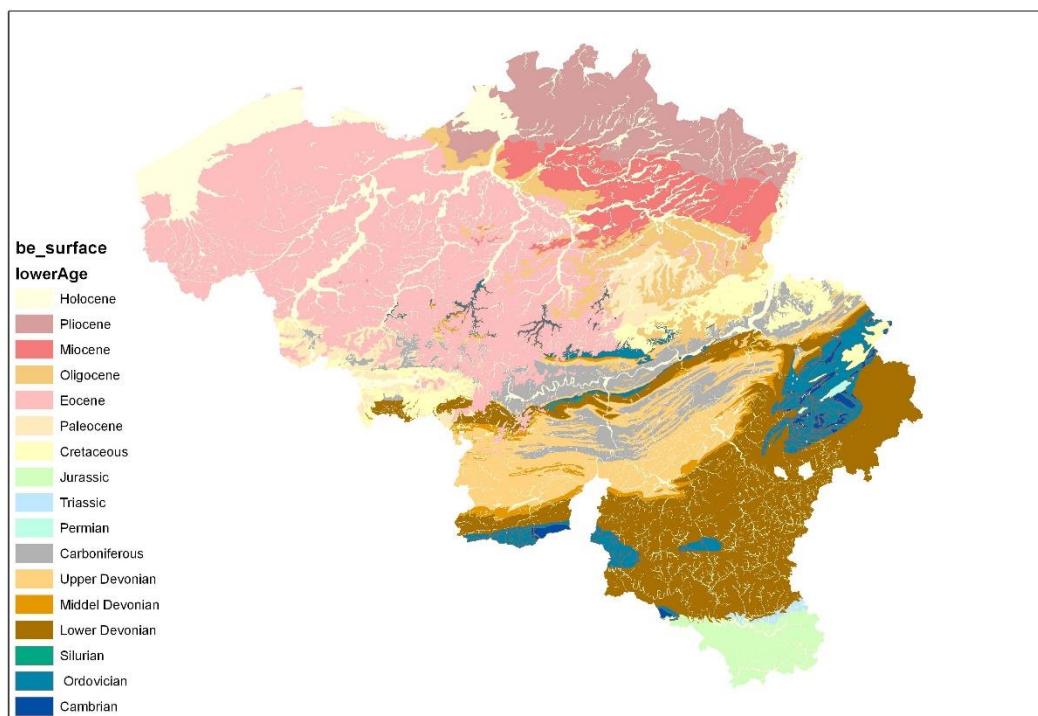 be_surface
lowerAge
Holocene
Pliocene
Miocene
Oligocene
Eocene
Paleocene
Cretaceous
Jurassic
Triassic
Permian
Carboniferous
Upper Devonian
Middel Devonian
Lower Devonian
Silurian
Ordovician
Cambrian